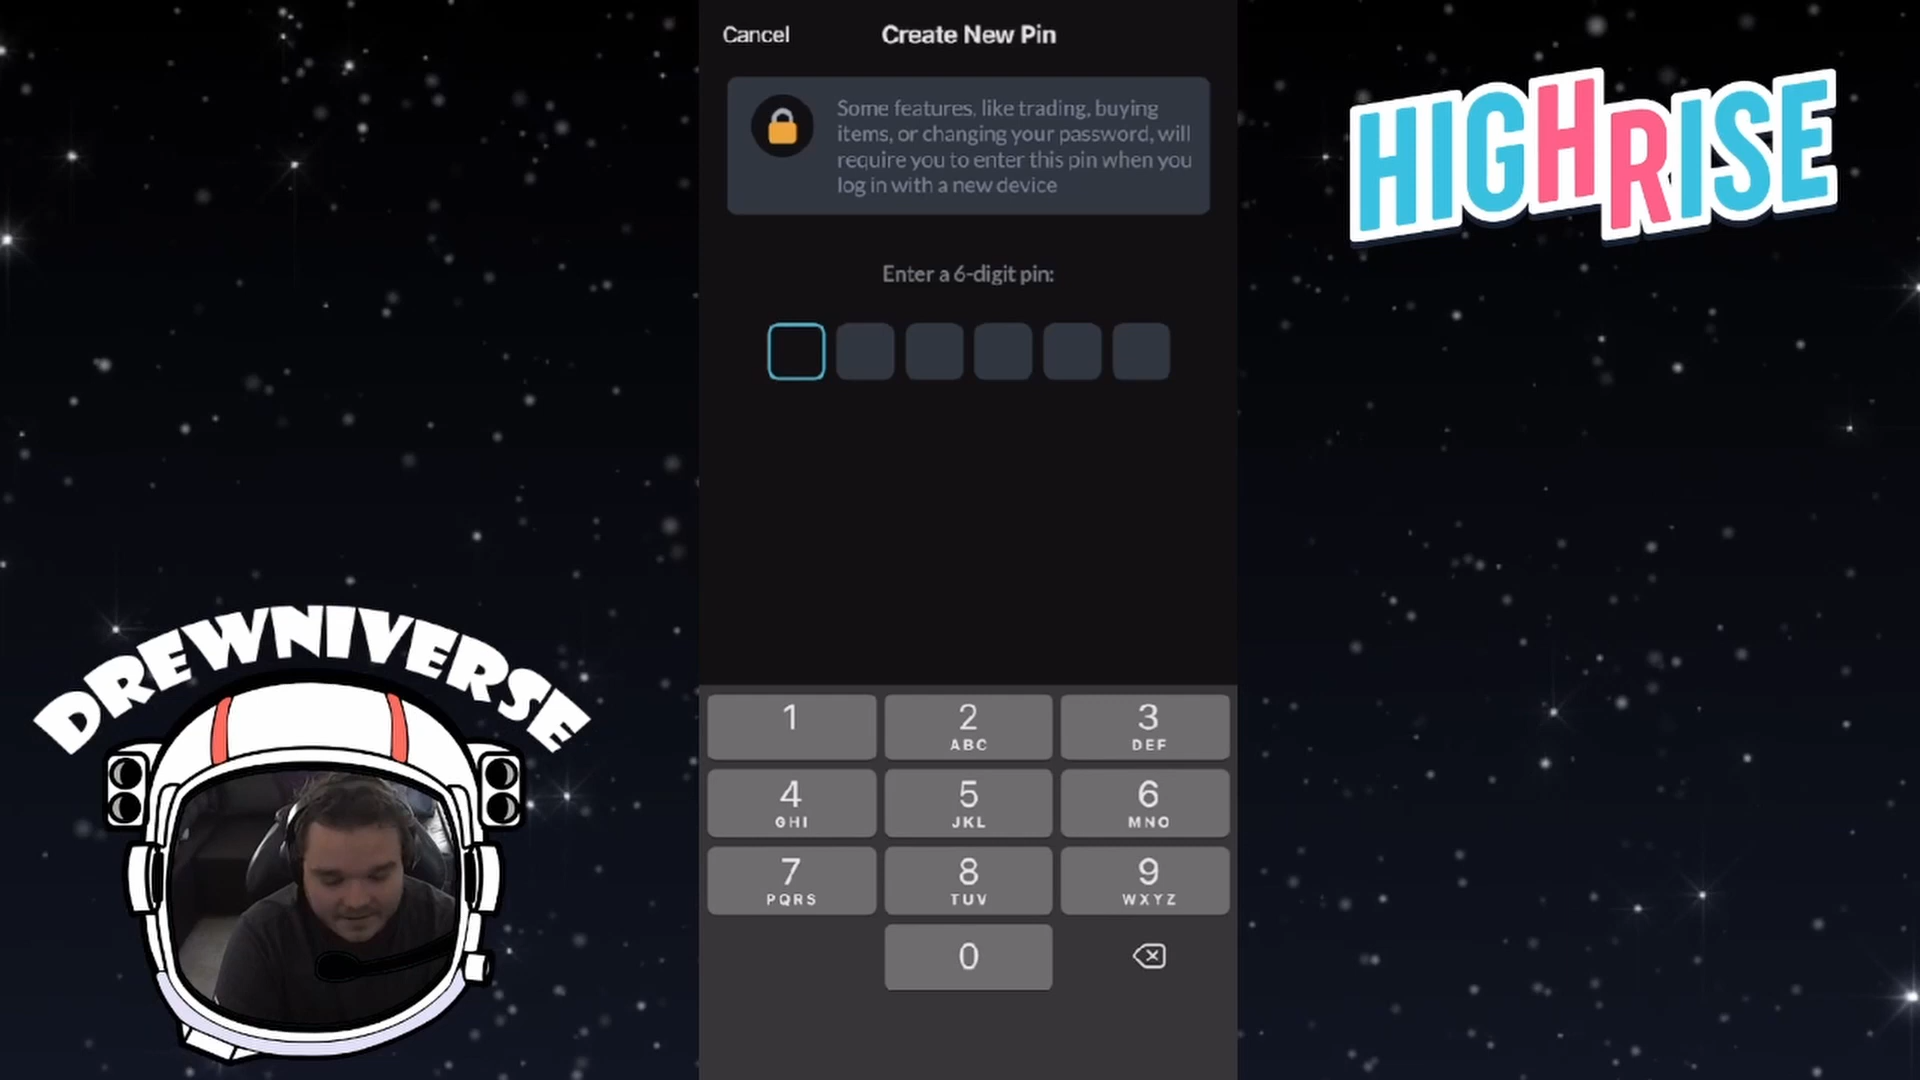 Cancel
Create New Pin
Some features, like trading, buying
items, or changing your password, will
require you to enter this pin when you
log in with a new device
Enter a 6-digit pin:
HIGHRISE
DREWNIVERSE
1
2
ABC
3
DEF
4
GHI
5
JKL
6
MNO
7
PQRS
8
TUV
9
WXYZ
0